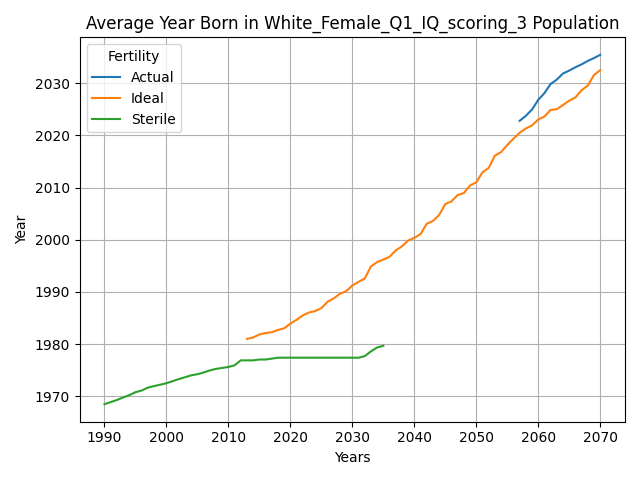 Average Year Born in White_Female_Q1_IQ_scoring_3 Population
Fertility
Actual
Ideal
Sterile
Year
2030
2020
2010
2000
1990
1980
1970
1990 2000 2010 2020 2030 2040 2050 2060 2070
Years